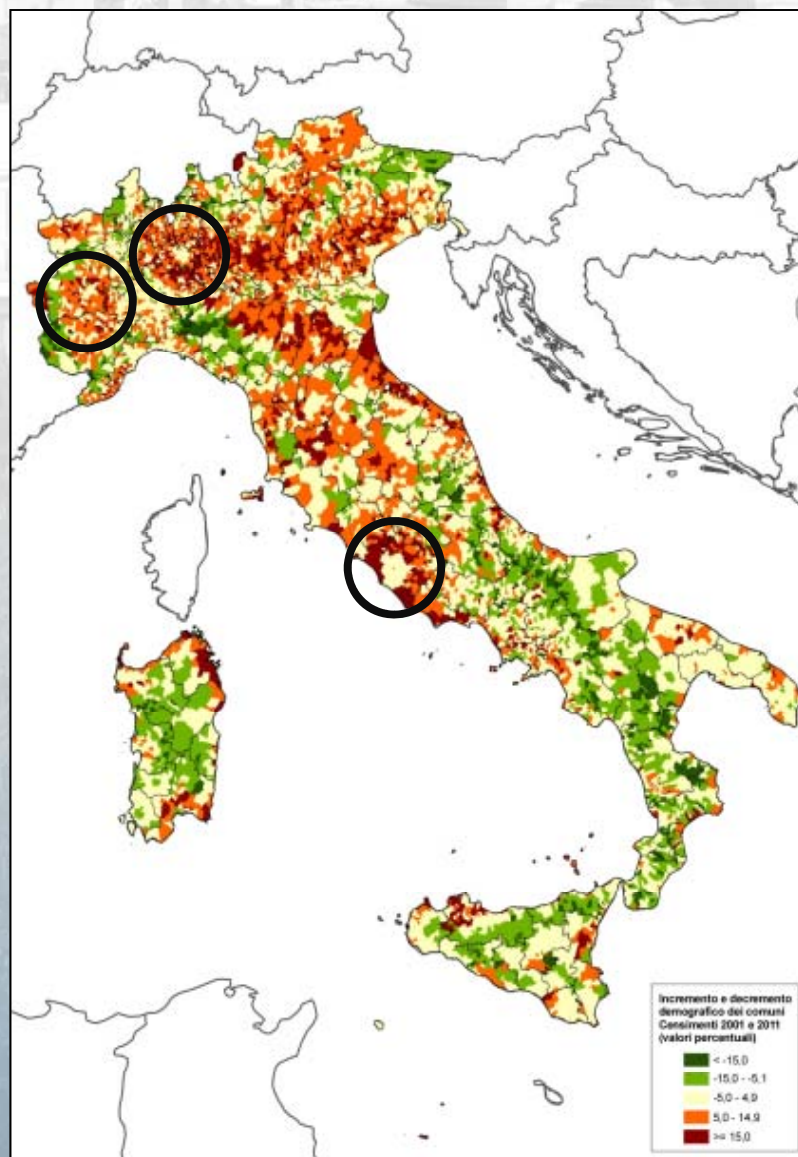 Incremento e decremento
demografico dei comuni
Censimenti 2001 e 2011
(valori percentuali)
< -15,0
-15,0 - -5,1
-5,0 - 4,9
5,0 - 14,9
>= 15,0